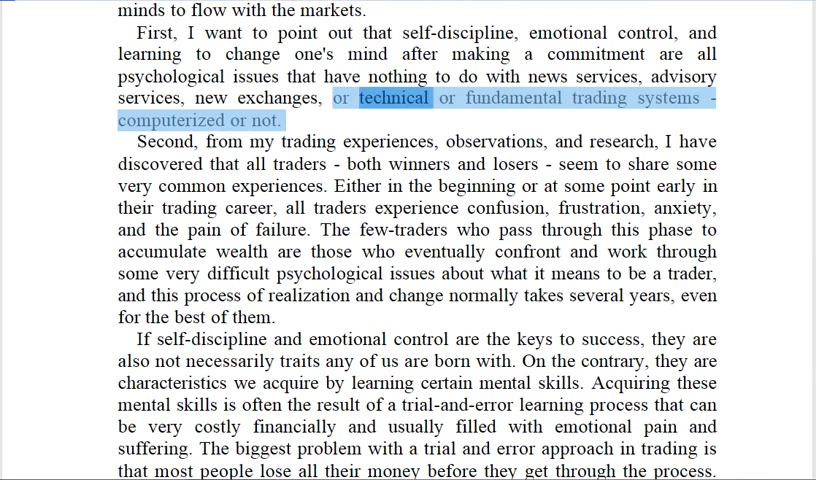 minds to flow with the markets.
First, I want to point out that self-discipline, emotional control, and
learning to change one's mind after making a commitment are all
psychological issues that have nothing to do with news services, advisory
services, new exchanges, or technical or fundamental trading systems -
computerized or not.
Second, from my trading experiences, observations, and research, I have
discovered that all traders - both winners and losers - seem to share some
very common experiences. Either in the beginning or at some point early in
their trading career, all traders experience confusion, frustration, anxiety,
and the pain of failure. The few-traders who pass through this phase to
accumulate wealth are those who eventually confront and work through
some very difficult psychological issues about what it means to be a trader,
and this process of realization and change normally takes several years, even
for the best of them.
If self-discipline and emotional control are the keys to success, they are
also not necessarily traits any of us are born with. On the contrary, they are
characteristics we acquire by learning certain mental skills. Acquiring these
mental skills is often the result of a trial-and-error learning process that can
be very costly financially and usually filled with emotional pain and
suffering. The biggest problem with a trial and error approach in trading is
that most people lose all their money before they get through the process.